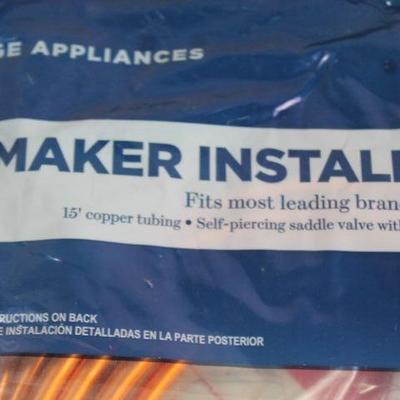 GE APPLIANCES
MAKER INSTALL
Fits most leading bran
15' copper tubing • Self-piercing saddle valve with
RUCTIONS ON BACK
E INSTALACIÓN DETALLADAS EN LA PARTE POSTERIOR